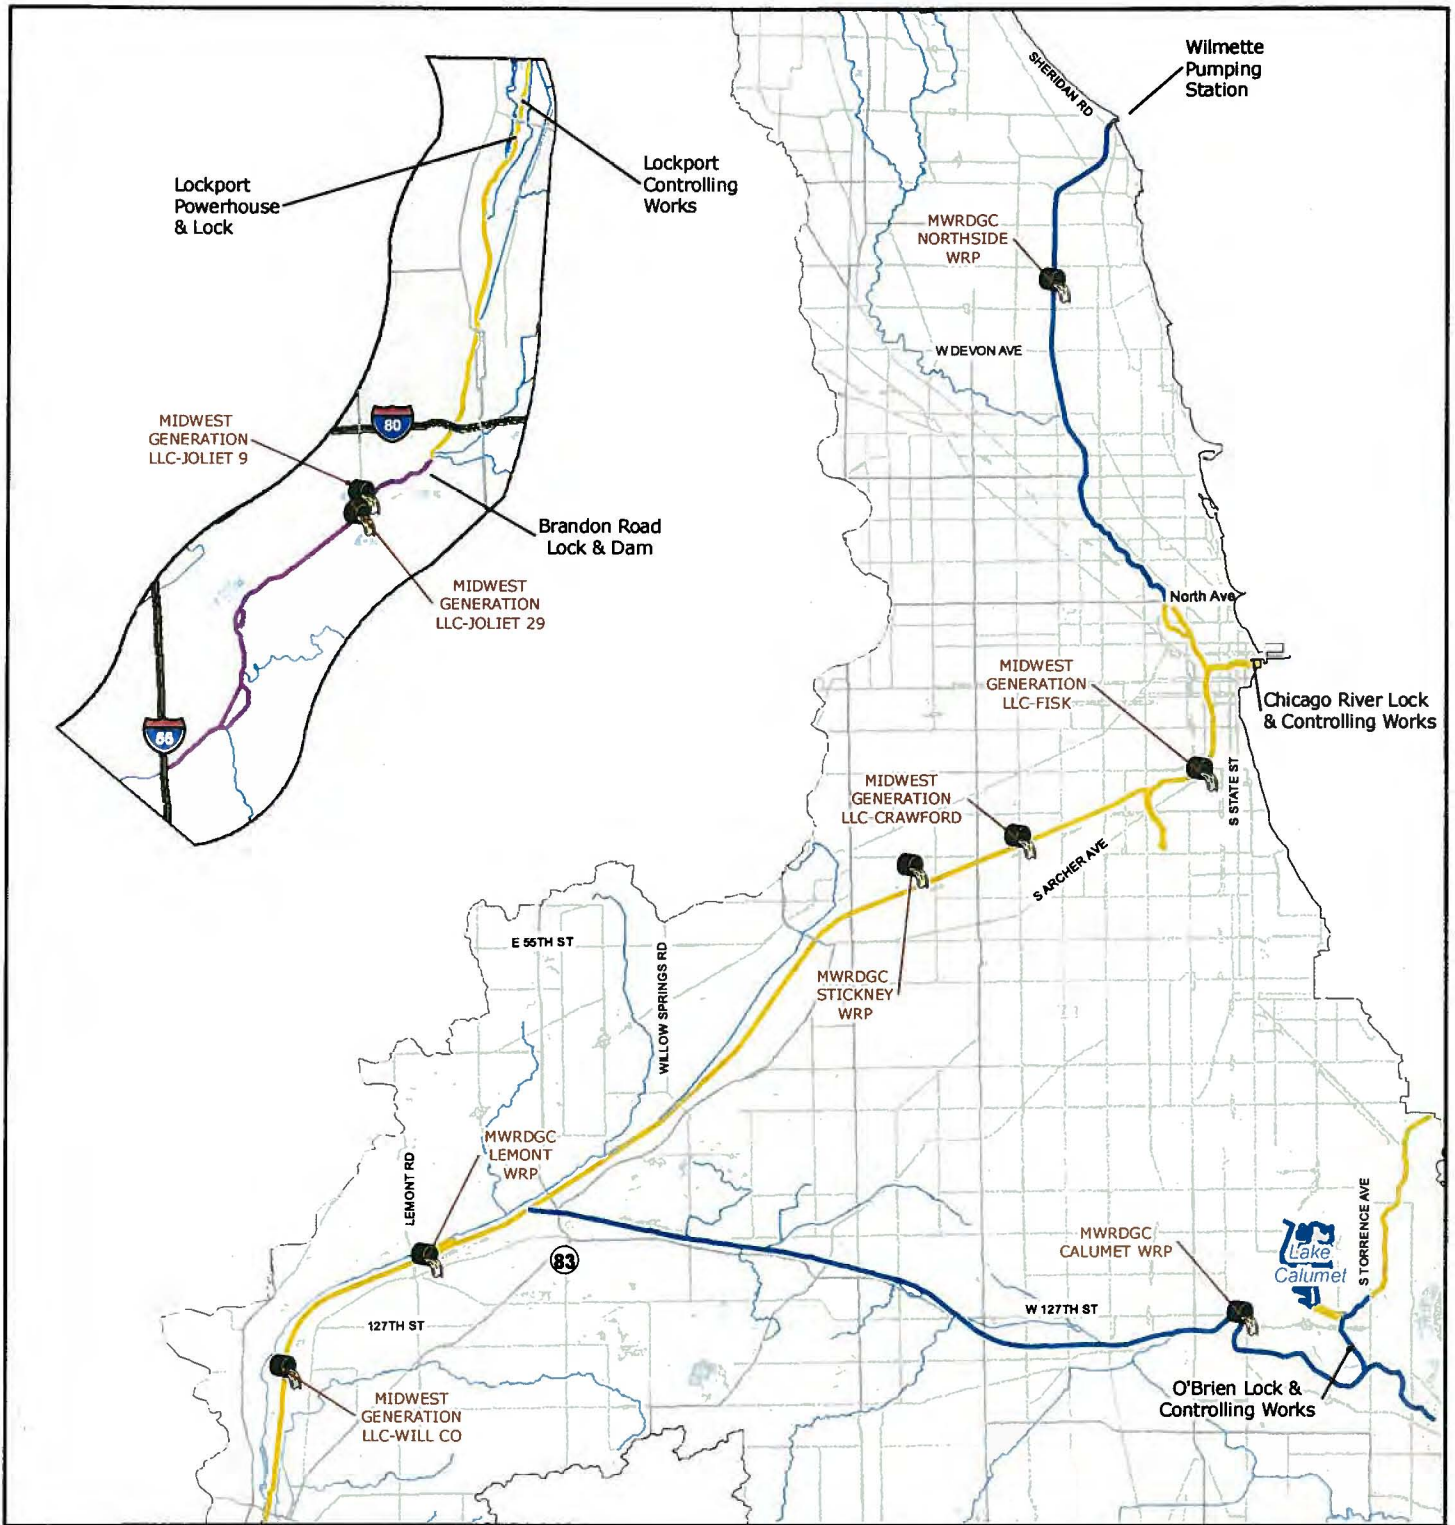 SHERIDAN RD
Wilmette
Pumping
Station
Lockport
Powerhouse
& Lock
Lockport
Controlling
Works
MWRDGC
NORTHSIDE
WRP
W DEVON AVE
MIDWEST
GENERATION
LLC-JOLIET 9
80
Brandon Road
Lock & Dam
MIDWEST
GENERATION
LLC-JOLIET 29
55
North Ave
MIDWEST
GENERATION
LLC-FISK
Chicago River Lock
& Controlling Works
S STATE ST
MIDWEST
GENERATION
LLC-CRAWFORD
S ARCHER AVE
E 55TH ST
WILLOW SPRINGS RD
MWRDGC
STICKNEY
WRP
MWRDGC
LEMONT
WRP
LEMONT RD
83
127TH ST
MIDWEST
GENERATION
LLC-WILL CO
MWRDGC
CALUMET WRP
Lake
Calumet
S TORRENCE AVE
W 127TH ST
O'Brien Lock &
Controlling Works